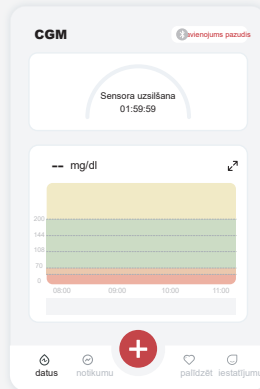 CGM
avienojums pazudis
Sensora uzsilšana
01:59:59
-- mg/dl
200
144
108
70
0
08:00 09:00 10:00 11:00
datus notikumu palīdzēt iestatījumu